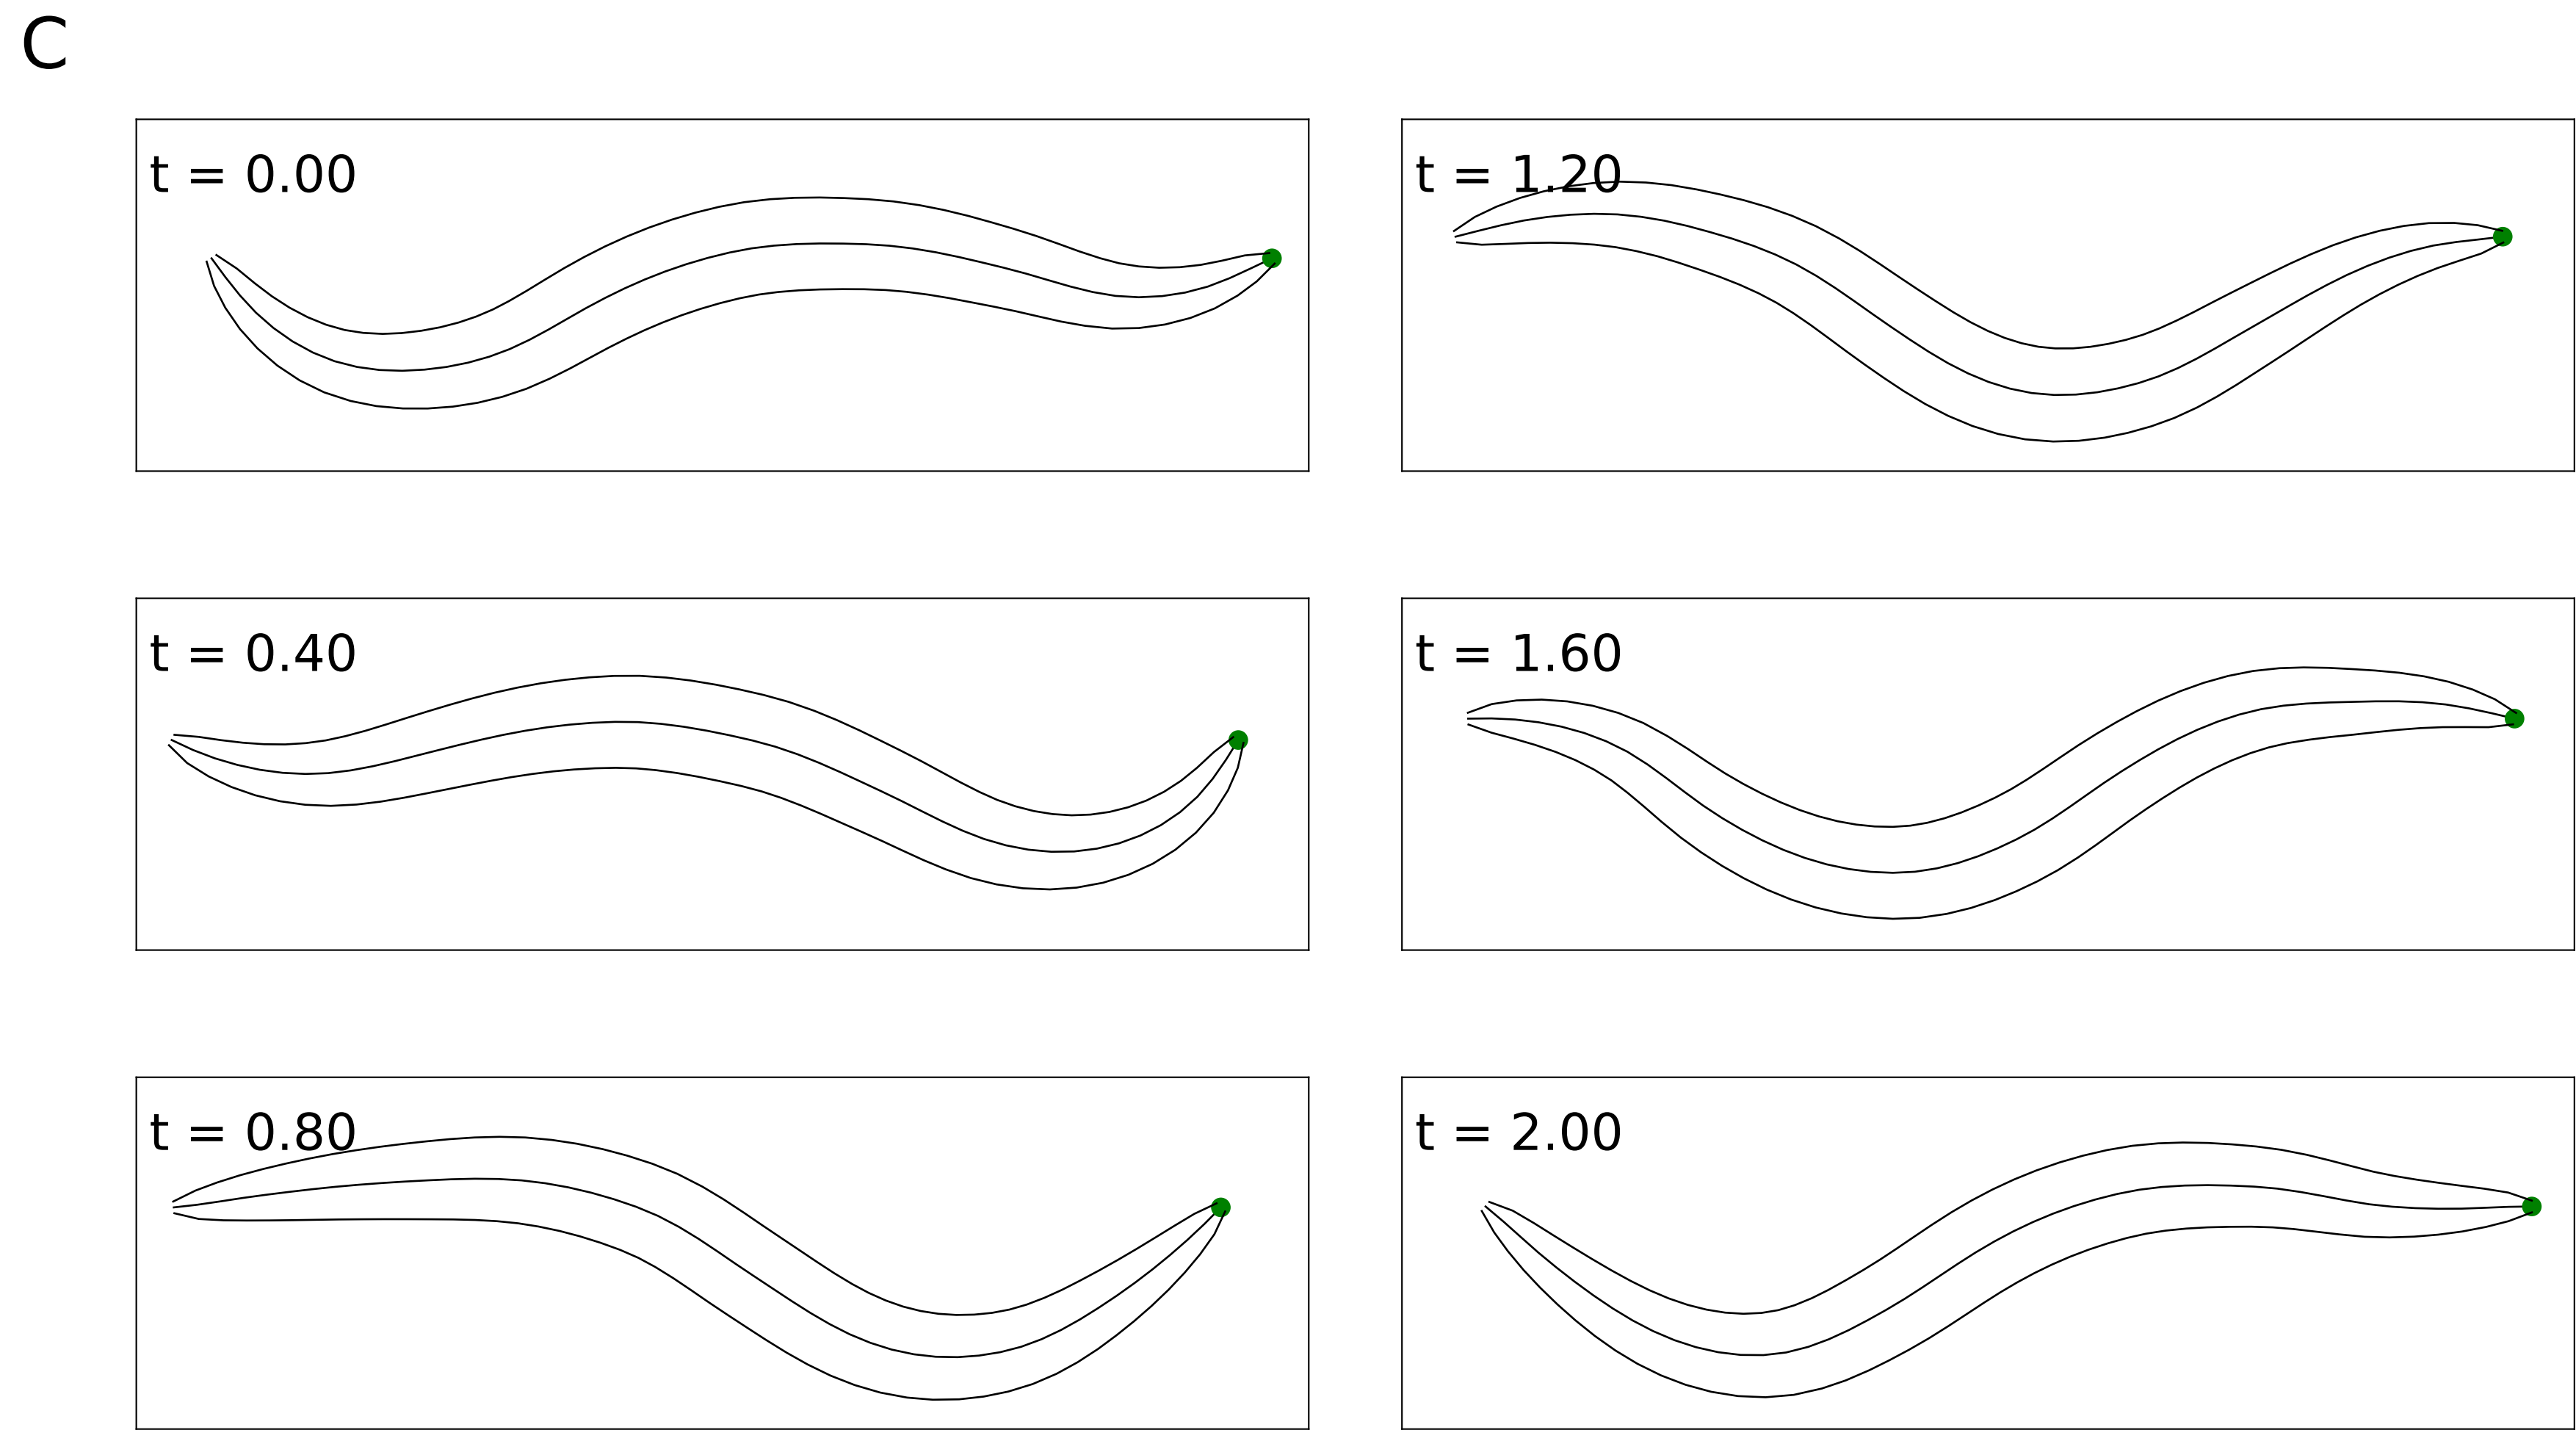 C
t = 0.00
t = 1.20
t = 0.40
t = 1.60
t = 0.80
t = 2.00